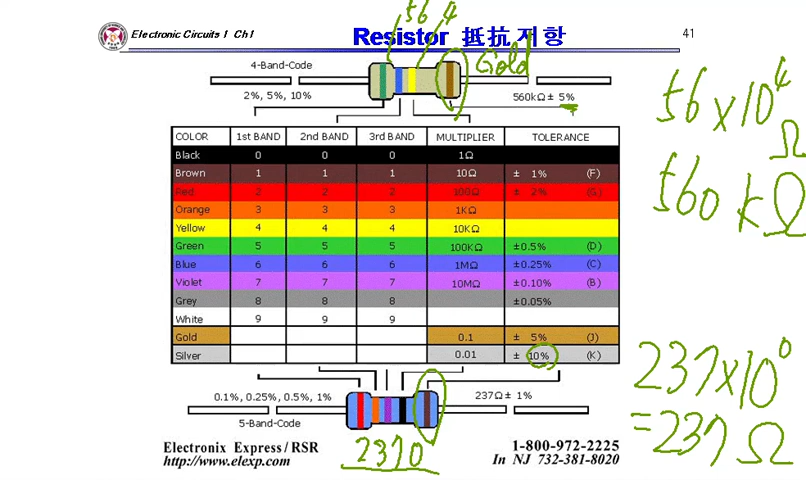 Electronic Circuits 1 Ch1
Resistor 抵抗 저항
41
56 4
Gold
4-Band-Code
2%, 5%, 10%
560kΩ ± 5%
COLOR 1st BAND 2nd BAND 3rd BAND MULTIPLIER TOLERANCE
Black 0 0 0 1Ω
Brown 1 1 1 10Ω ± 1% (F)
Red 2 2 2 100Ω ± 2% (G)
Orange 3 3 3 1KΩ
Yellow 4 4 4 10KΩ
Green 5 5 5 100KΩ ±0.5% (D)
Blue 6 6 6 1MΩ ±0.25% (C)
Violet 7 7 7 10MΩ ±0.10% (B)
Grey 8 8 8 ±0.05%
White 9 9 9
Gold 0.1 ± 5% (J)
Silver 0.01 ± 10% (K)
0.1%, 0.25%, 0.5%, 1%
237Ω ± 1%
5-Band-Code
2370
Electronix Express/RSR
http://www.elexp.com
1-800-972-2225
In NJ 732-381-8020
56 x 10⁴
Ω
560 kΩ
237 x 10⁰
= 237 Ω